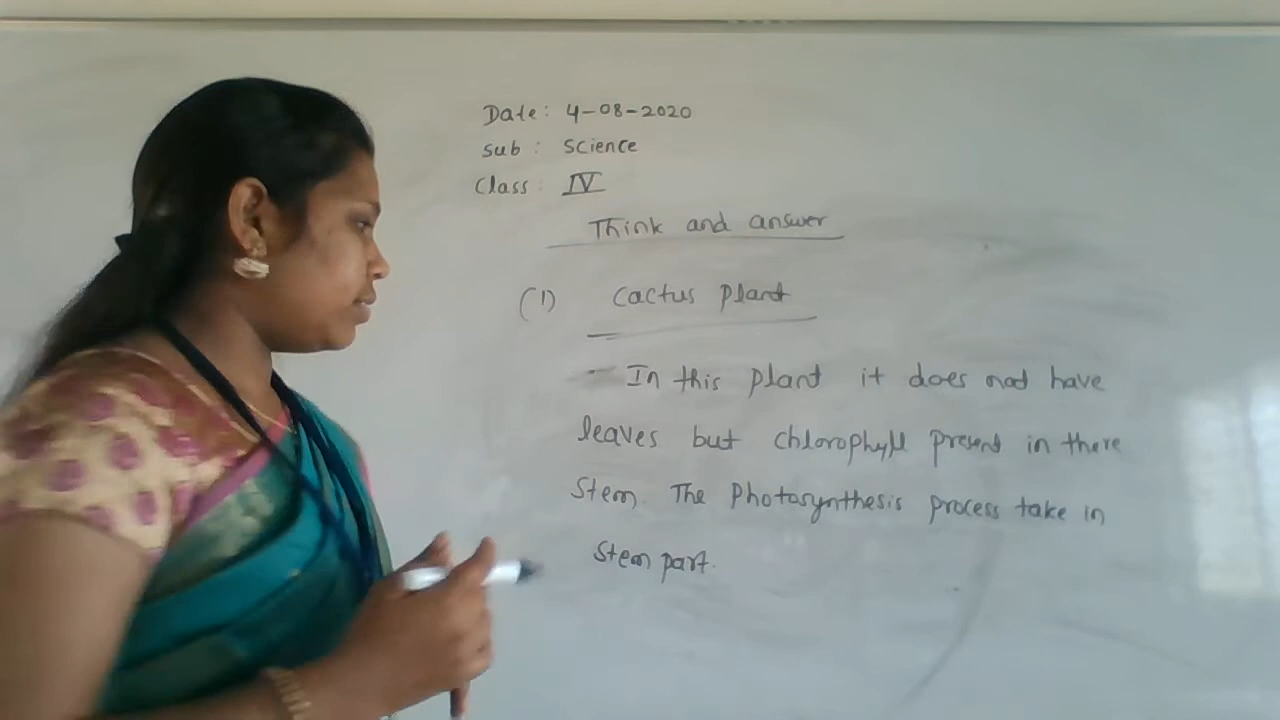 Date: 4-08-2020
Sub: Science
Class: IV
Think and answer
(1) Cactus plant
In this plant it does not have
leaves but chlorophyll present in there
Stem. The photosynthesis process take in
Stem part.